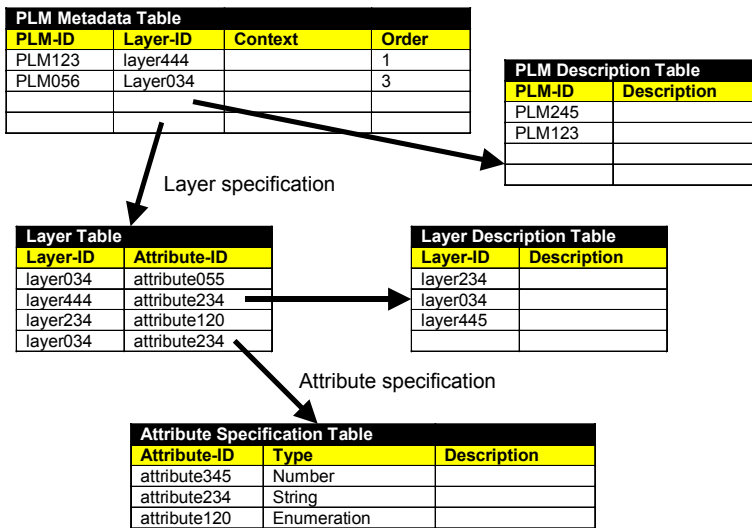 PLM Metadata Table
PLM-ID Layer-ID Context Order
PLM123 layer444 1
PLM056 Layer034 3
PLM Description Table
PLM-ID Description
PLM245
PLM123
Layer specification
Layer Table
Layer-ID Attribute-ID
layer034 attribute055
layer444 attribute234
layer234 attribute120
layer034 attribute234
Layer Description Table
Layer-ID Description
layer234
layer034
layer445
Attribute specification
Attribute Specification Table
Attribute-ID Type Description
attribute345 Number
attribute234 String
attribute120 Enumeration